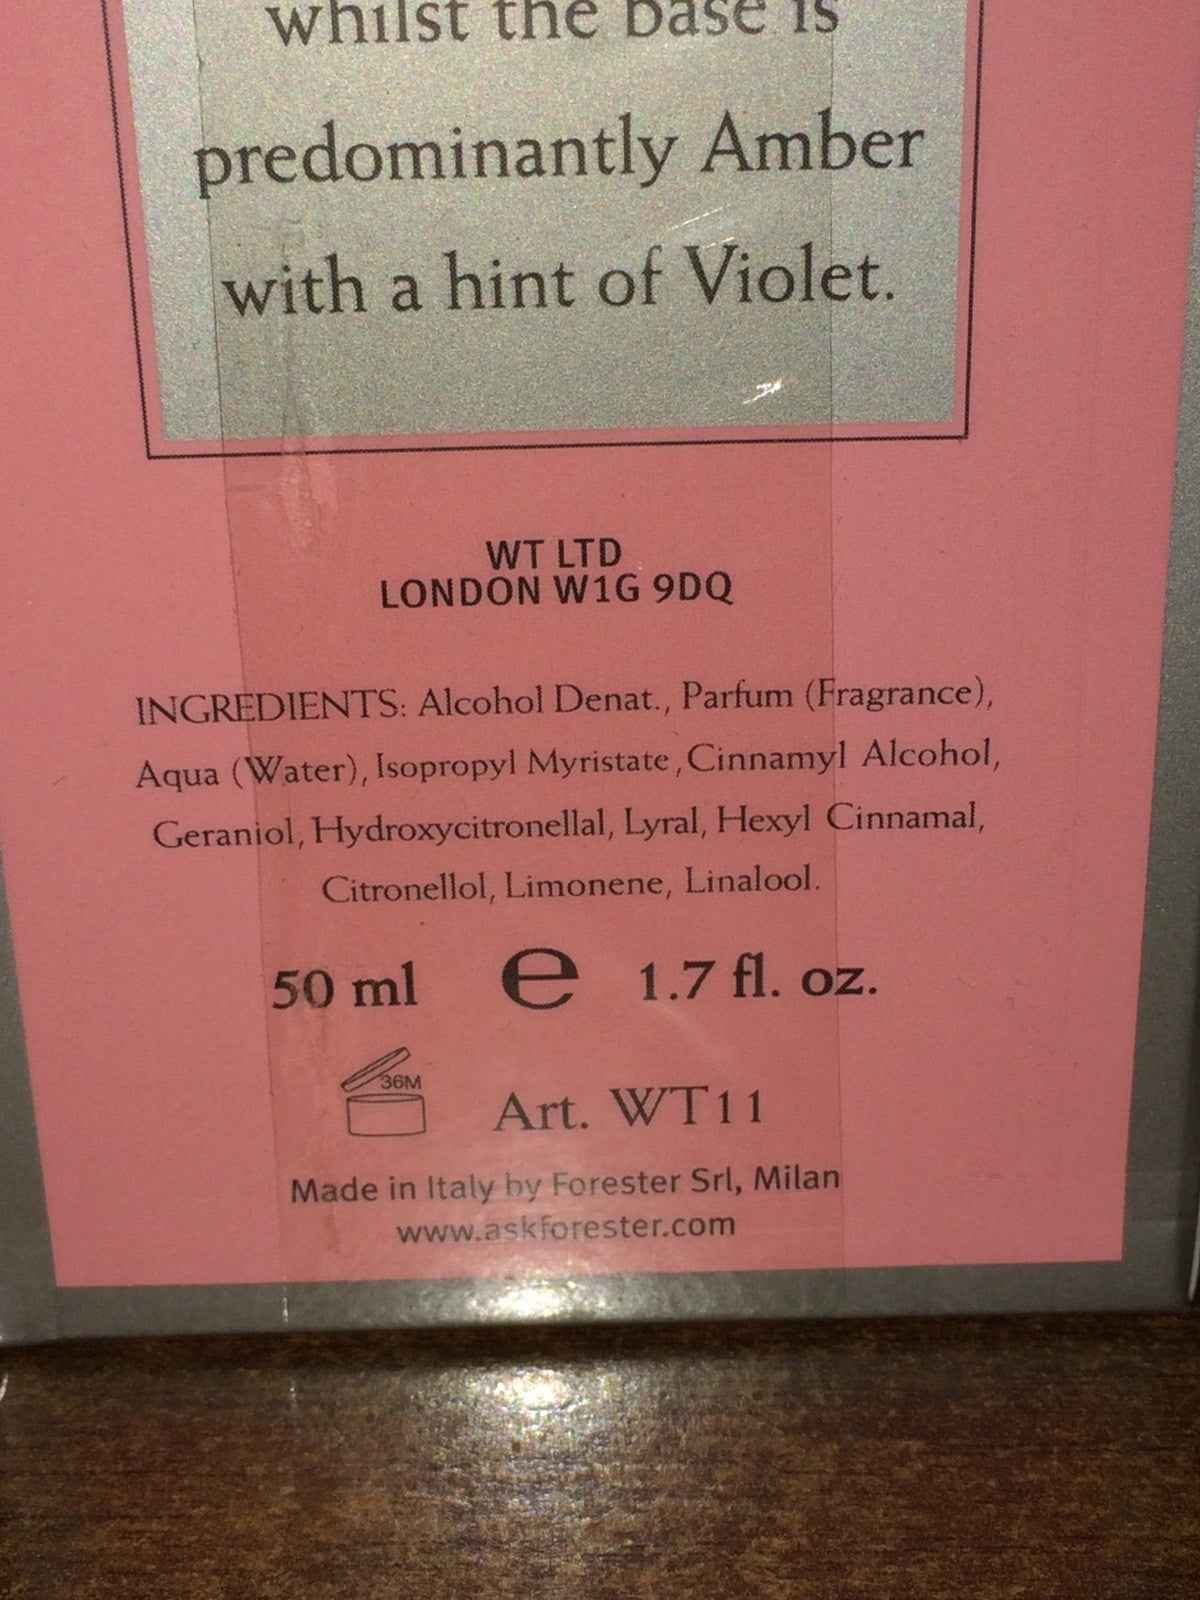 whilst the base is
predominantly Amber
with a hint of Violet.
WT LTD
LONDON W1G 9DQ
INGREDIENTS: Alcohol Denat., Parfum (Fragrance),
Aqua (Water), Isopropyl Myristate, Cinnamyl Alcohol,
Geraniol, Hydroxycitronellal, Lyral, Hexyl Cinnamal,
Citronellol, Limonene, Linalool.
50 ml e 1.7 fl. oz.
36M Art. WT11
Made in Italy by Forester Srl, Milan
www.askforester.com